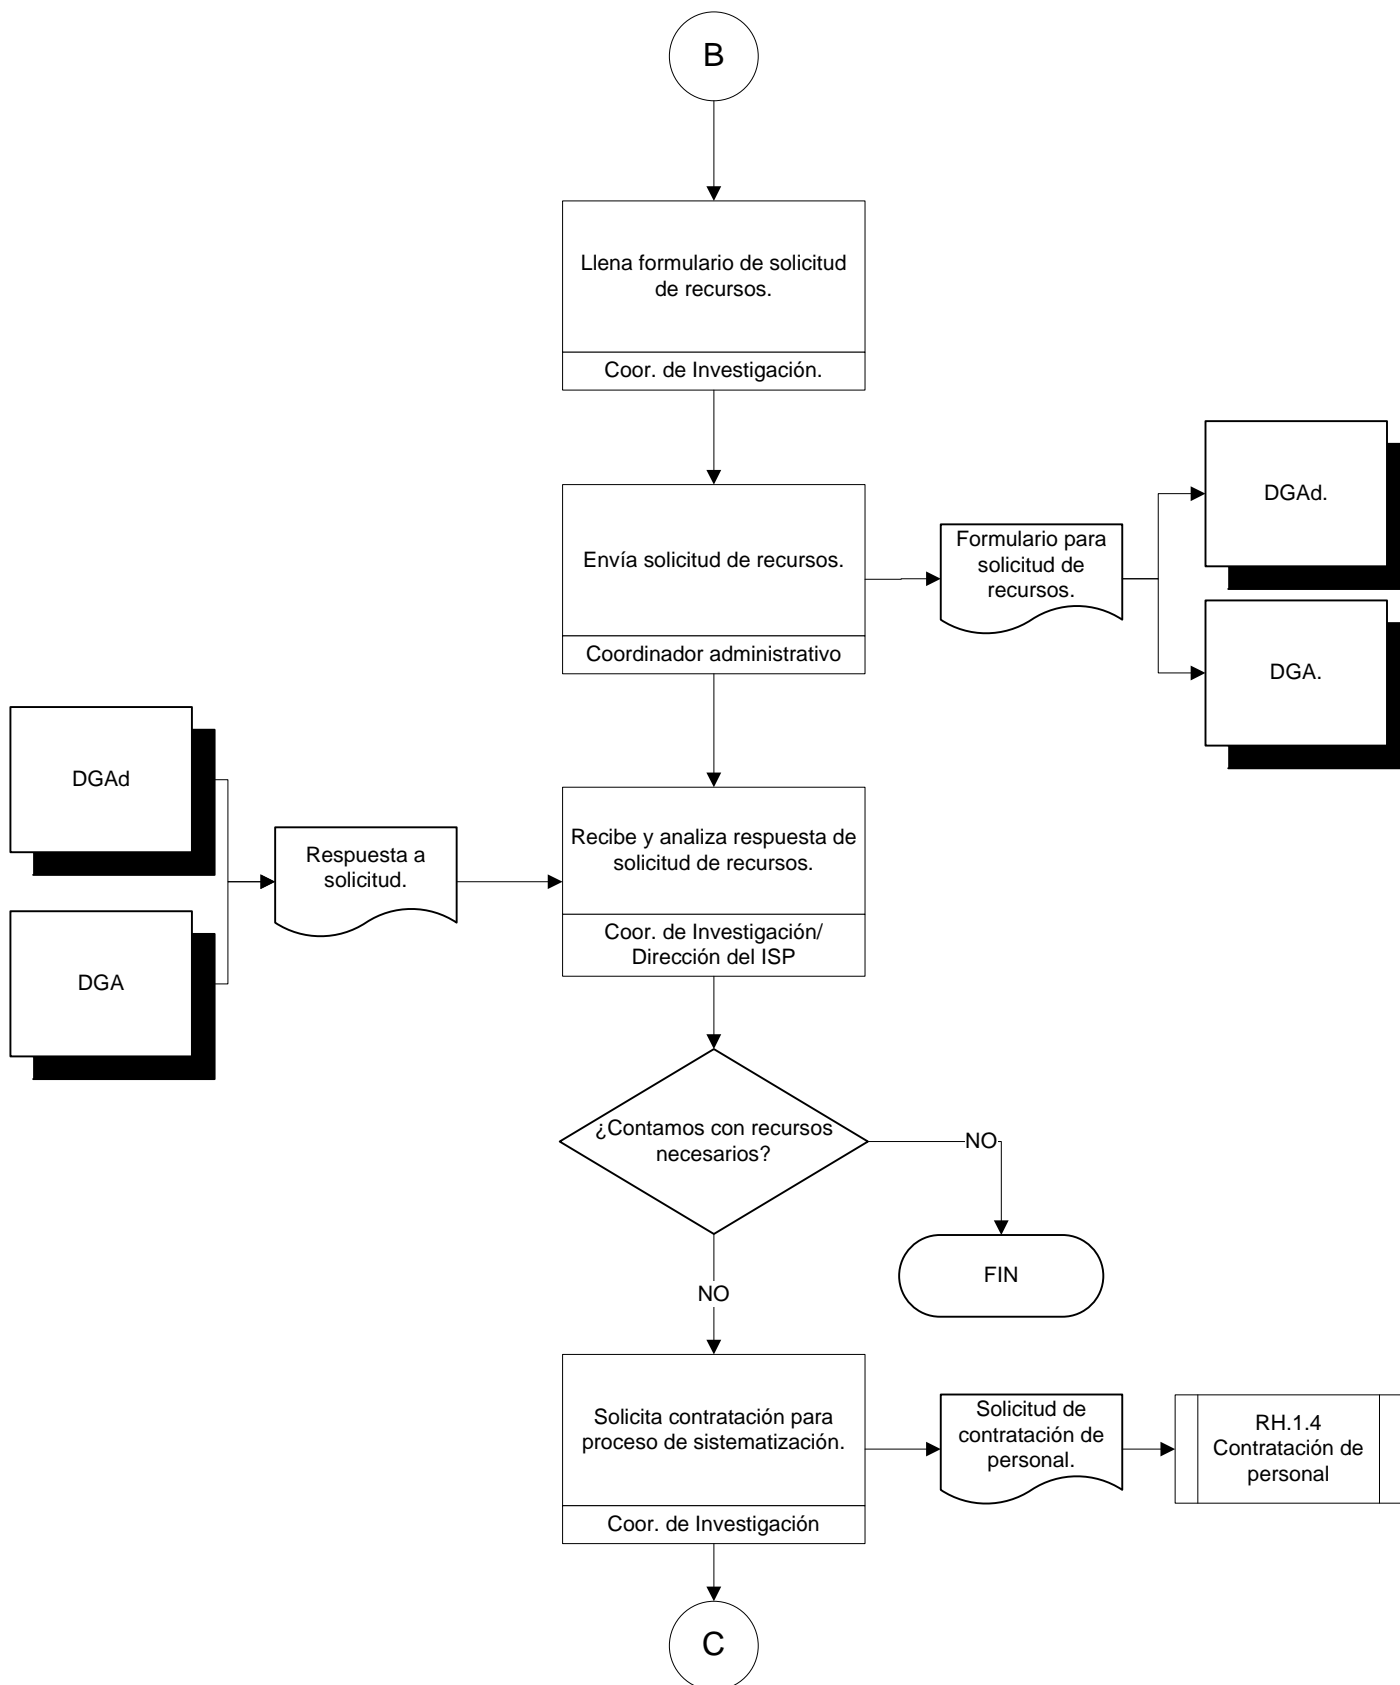 B
Llena formulario de solicitud
de recursos.
Coor. de Investigación.
Envía solicitud de recursos.
Coordinador administrativo
Formulario para
solicitud de
recursos.
DGAd.
DGA.
DGAd
DGA
Respuesta a
solicitud.
Recibe y analiza respuesta de
solicitud de recursos.
Coor. de Investigación/
Dirección del ISP
¿Contamos con recursos
necesarios?
NO
FIN
NO
Solicita contratación para
proceso de sistematización.
Coor. de Investigación
Solicitud de
contratación de
personal.
RH.1.4
Contratación de
personal
C